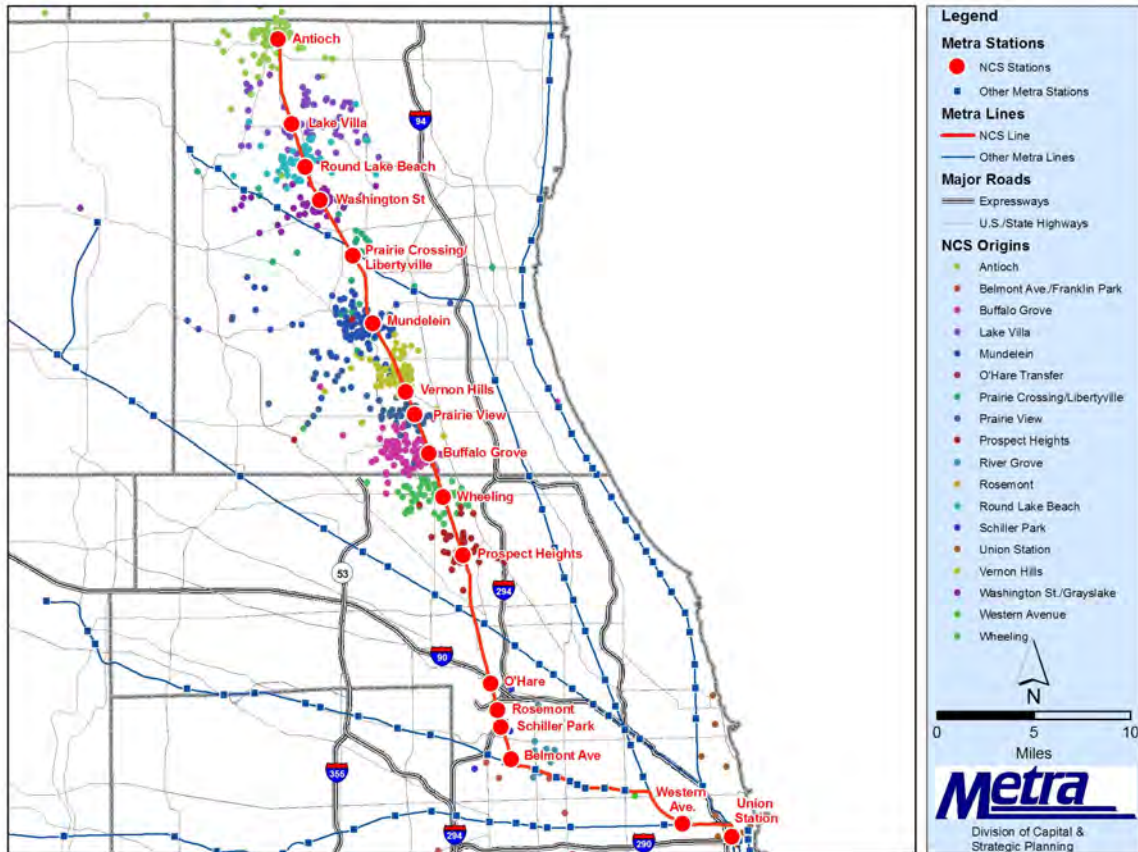 Antioch
Lake Villa
Round Lake Beach
Washington St
Prairie Crossing/
Libertyville
Mundelein
Vernon Hills
Prairie View
Buffalo Grove
Wheeling
Prospect Heights
O'Hare
Rosemont
Schiller Park
Belmont Ave
Western
Ave.
Union
Station
94
53
294
90
355
294
290
Legend
Metra Stations
NCS Stations
Other Metra Stations
Metra Lines
NCS Line
Other Metra Lines
Major Roads
Expressways
U.S./State Highways
NCS Origins
Antioch
Belmont Ave./Franklin Park
Buffalo Grove
Lake Villa
Mundelein
O'Hare Transfer
Prairie Crossing/Libertyville
Prairie View
Prospect Heights
River Grove
Rosemont
Round Lake Beach
Schiller Park
Union Station
Vernon Hills
Washington St./Grayslake
Western Avenue
Wheeling
N
0 5 10
Miles
Metra
Division of Capital &
Strategic Planning